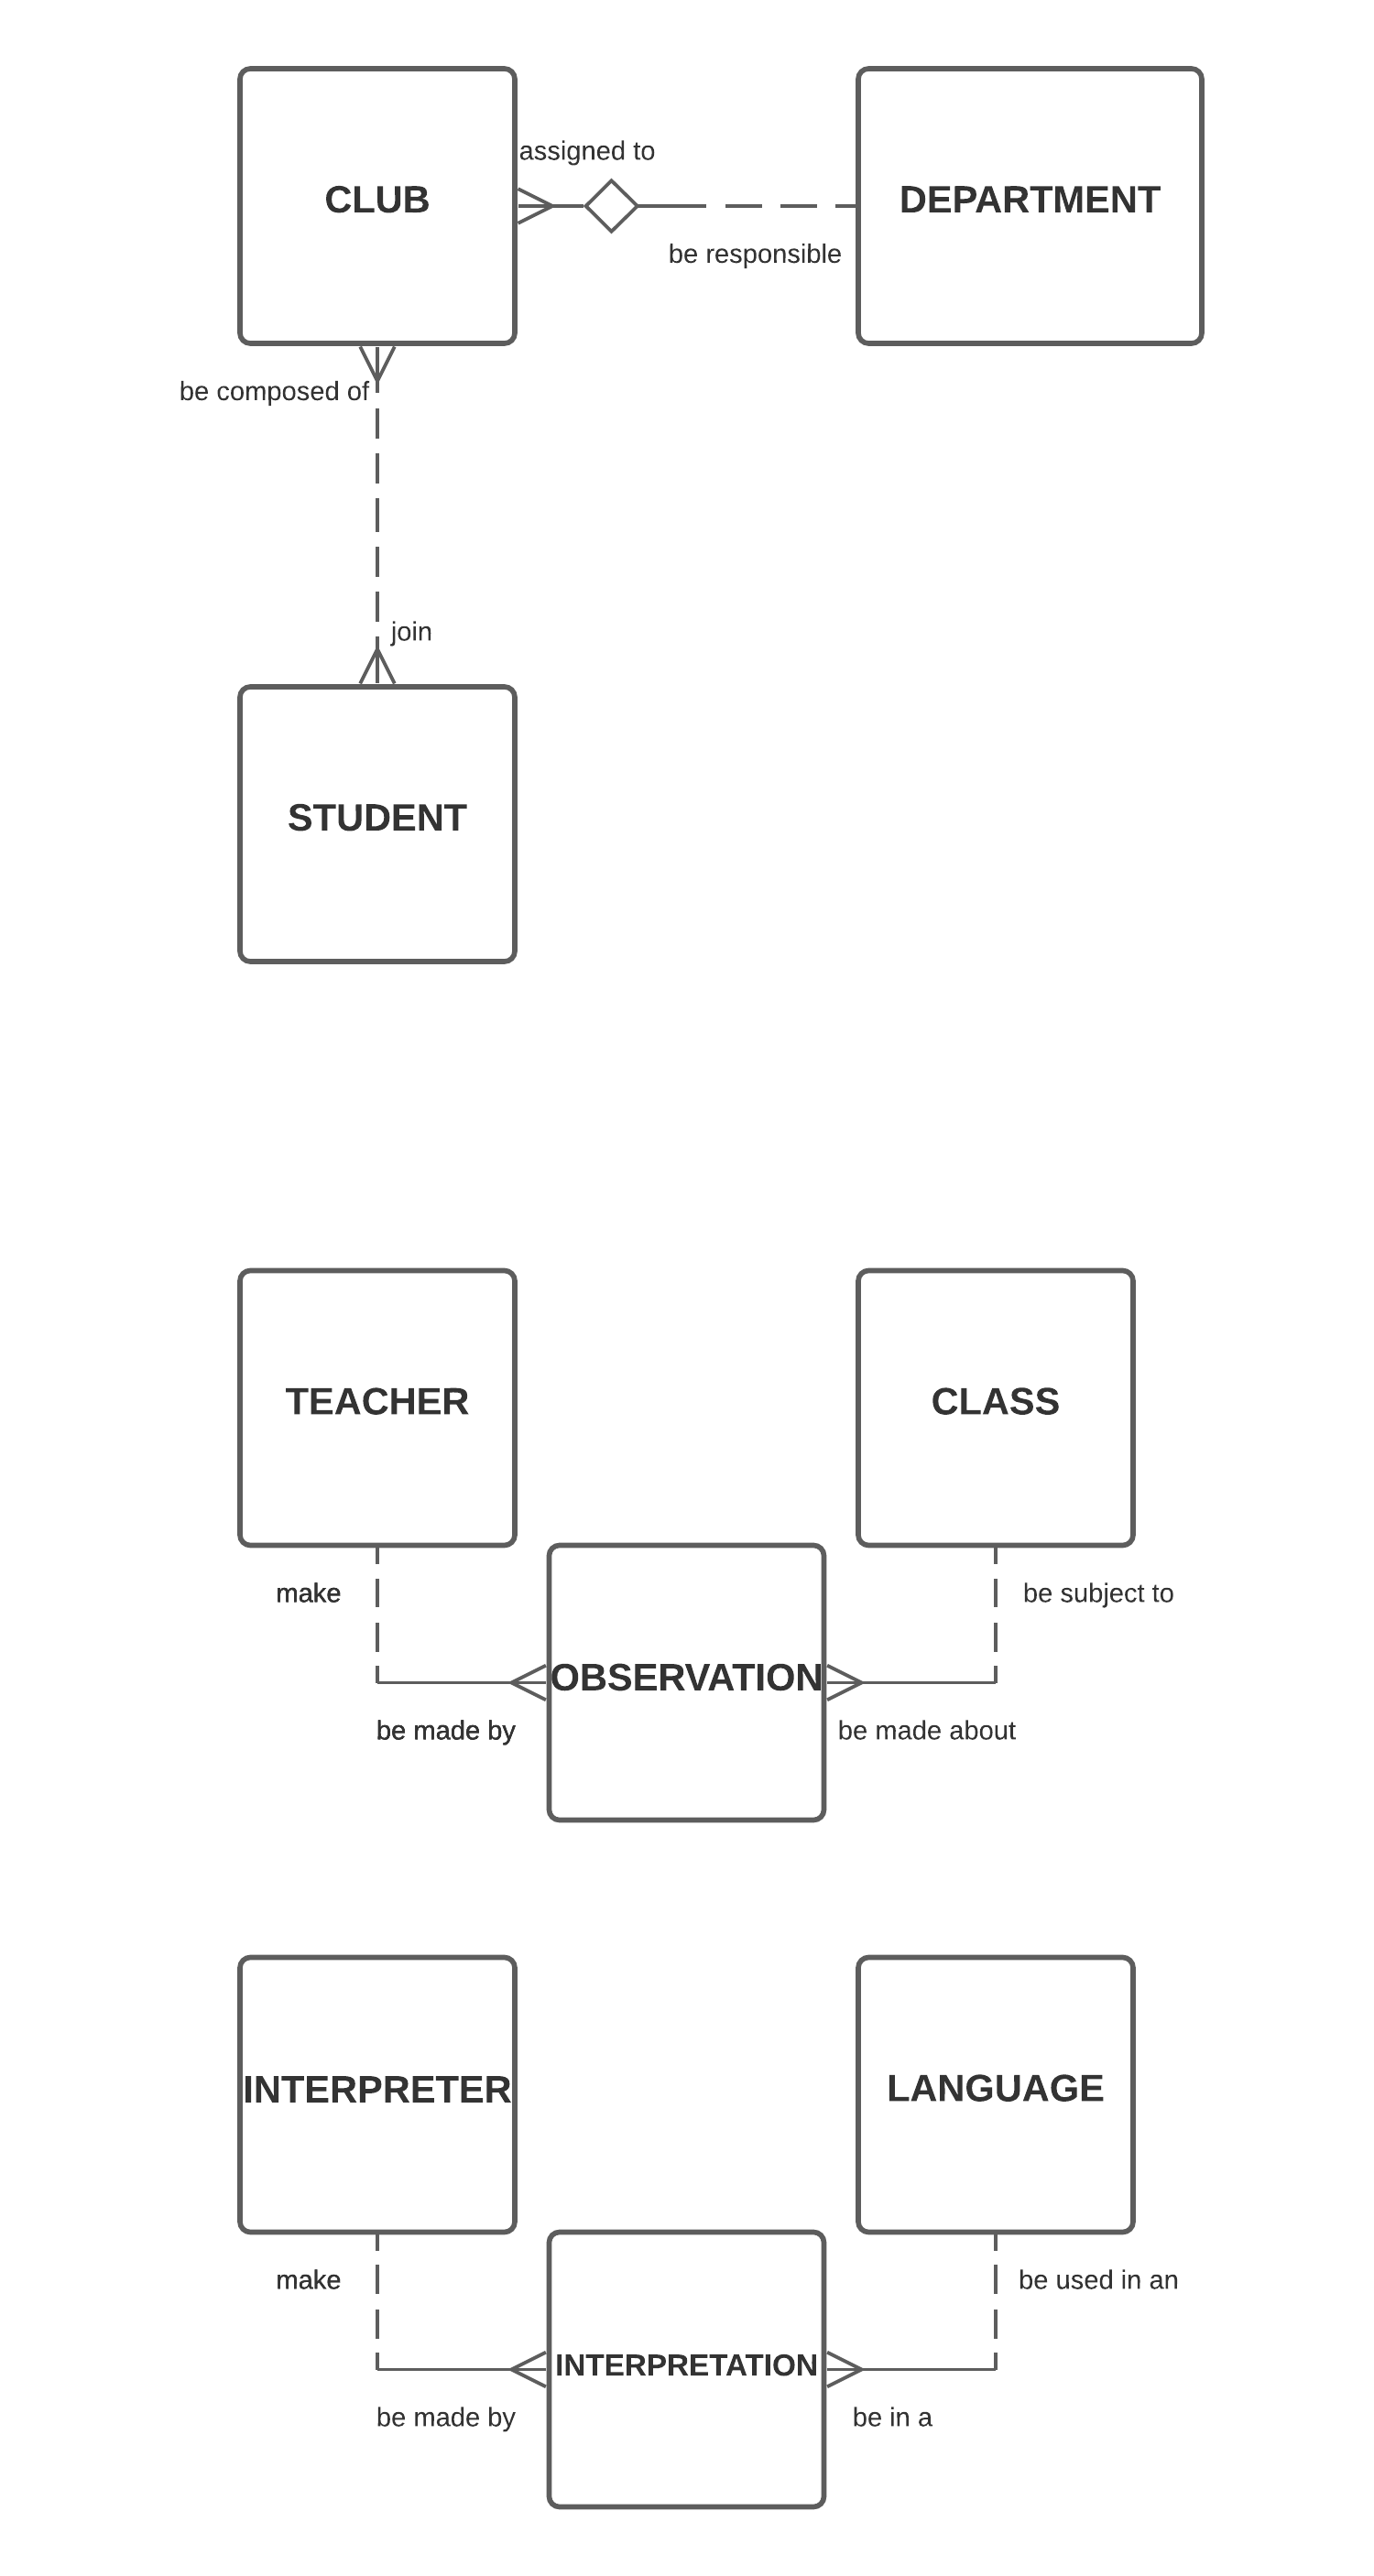 assigned to
CLUB
DEPARTMENT
be responsible
be composed of
join
STUDENT
TEACHER
CLASS
make
be subject to
OBSERVATION
be made by
be made about
INTERPRETER
LANGUAGE
make
be used in an
INTERPRETATION
be made by
be in a